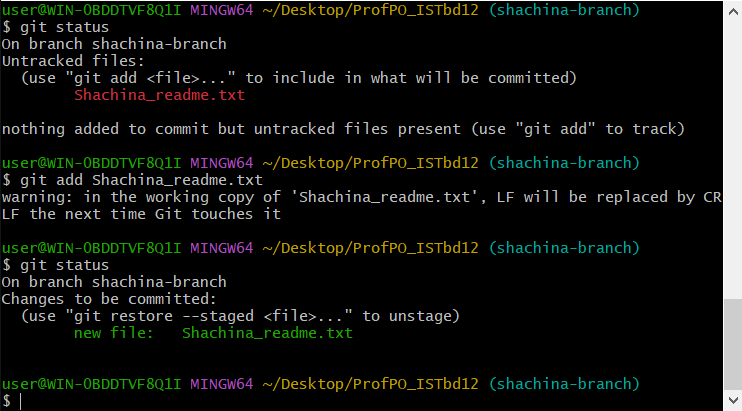 user@WIN-OBDDTVF8Q1I MINGW64 ~/Desktop/ProfPO_ISTbd12 (shachina-branch)
$ git status
On branch shachina-branch
Untracked files:
  (use "git add <file>..." to include in what will be committed)
        Shachina_readme.txt

nothing added to commit but untracked files present (use "git add" to track)

user@WIN-OBDDTVF8Q1I MINGW64 ~/Desktop/ProfPO_ISTbd12 (shachina-branch)
$ git add Shachina_readme.txt
warning: in the working copy of 'Shachina_readme.txt', LF will be replaced by CR
LF the next time Git touches it

user@WIN-OBDDTVF8Q1I MINGW64 ~/Desktop/ProfPO_ISTbd12 (shachina-branch)
$ git status
On branch shachina-branch
Changes to be committed:
  (use "git restore --staged <file>..." to unstage)
        new file:   Shachina_readme.txt


user@WIN-OBDDTVF8Q1I MINGW64 ~/Desktop/ProfPO_ISTbd12 (shachina-branch)
$